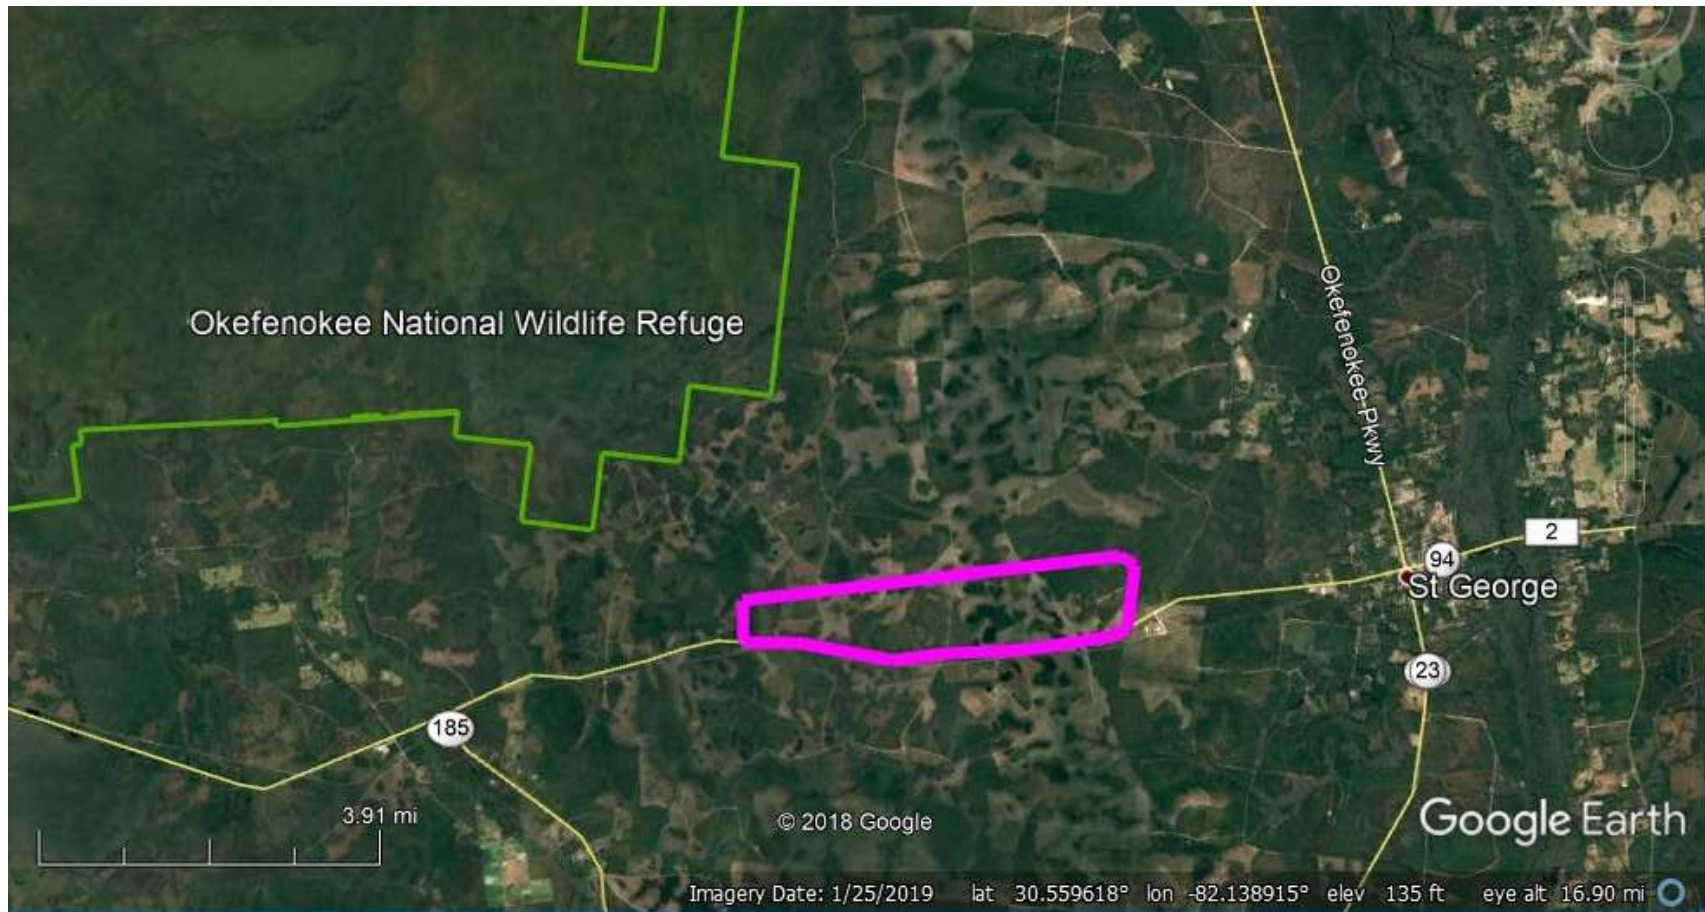 Okefenokee National Wildlife Refuge
Okefenokee Pkwy
2
94
St George
23
185
3.91 mi
© 2018 Google
Google Earth
Imagery Date: 1/25/2019 lat 30.559618° lon -82.138915° elev 135 ft eye alt 16.90 mi